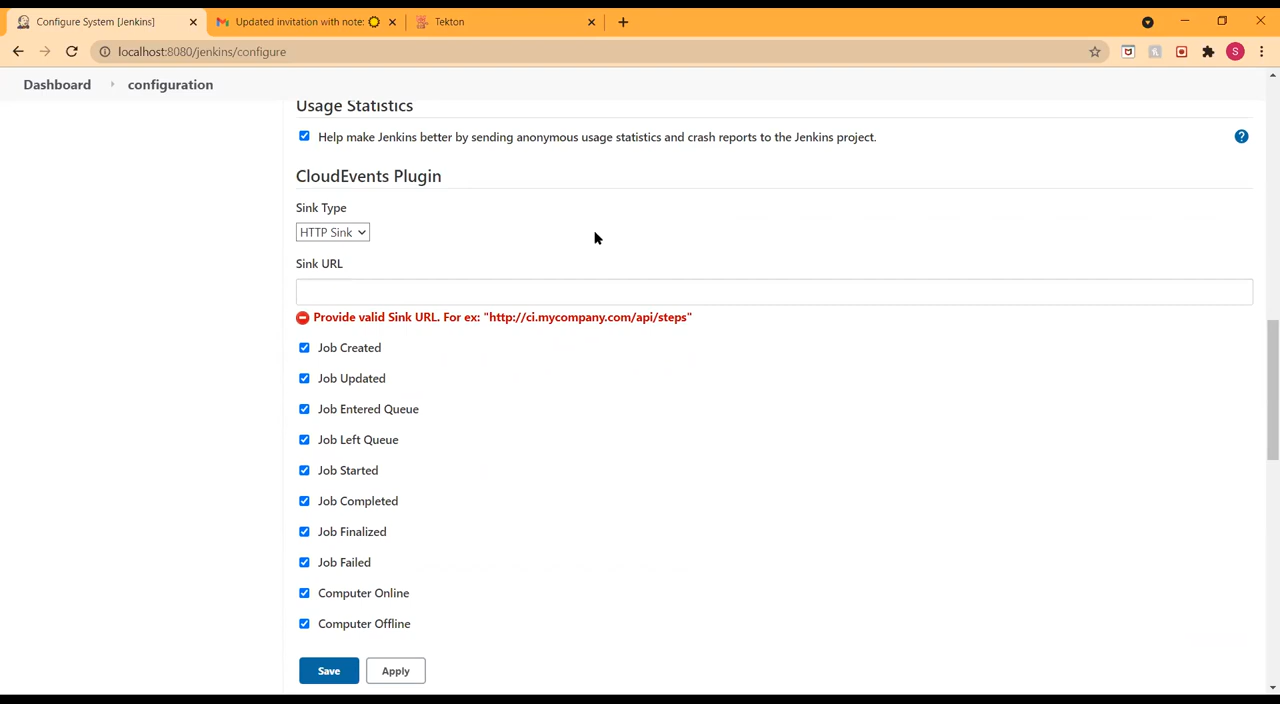 Configure System [Jenkins]
Updated invitation with note:
Tekton
localhost:8080/jenkins/configure
S
Dashboard
configuration
Usage Statistics
Help make Jenkins better by sending anonymous usage statistics and crash reports to the Jenkins project.
?
CloudEvents Plugin
Sink Type
HTTP Sink
Sink URL
Provide valid Sink URL. For ex: "http://ci.mycompany.com/api/steps"
Job Created
Job Updated
Job Entered Queue
Job Left Queue
Job Started
Job Completed
Job Finalized
Job Failed
Computer Online
Computer Offline
Save
Apply